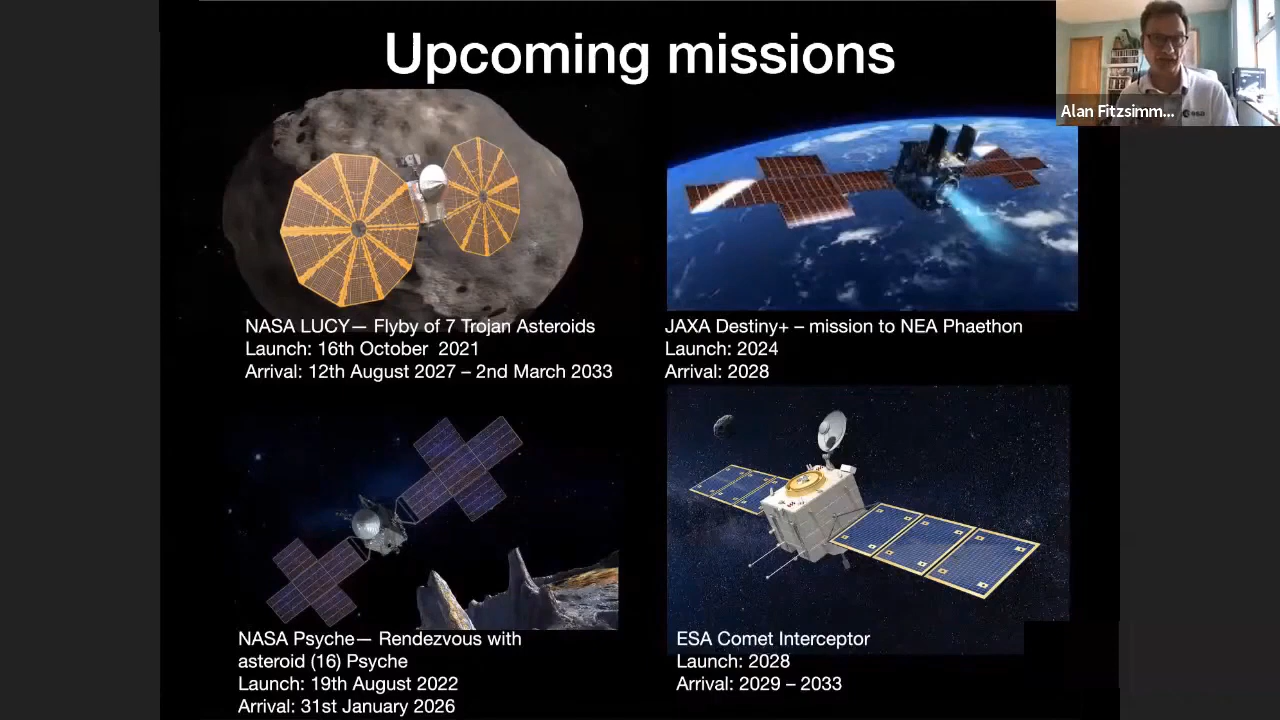 Upcoming missions
Alan Fitzsimm...
esa
NASA LUCY— Flyby of 7 Trojan Asteroids
Launch: 16th October 2021
Arrival: 12th August 2027 – 2nd March 2033
JAXA Destiny+ – mission to NEA Phaethon
Launch: 2024
Arrival: 2028
NASA Psyche— Rendezvous with
asteroid (16) Psyche
Launch: 19th August 2022
Arrival: 31st January 2026
ESA Comet Interceptor
Launch: 2028
Arrival: 2029 – 2033